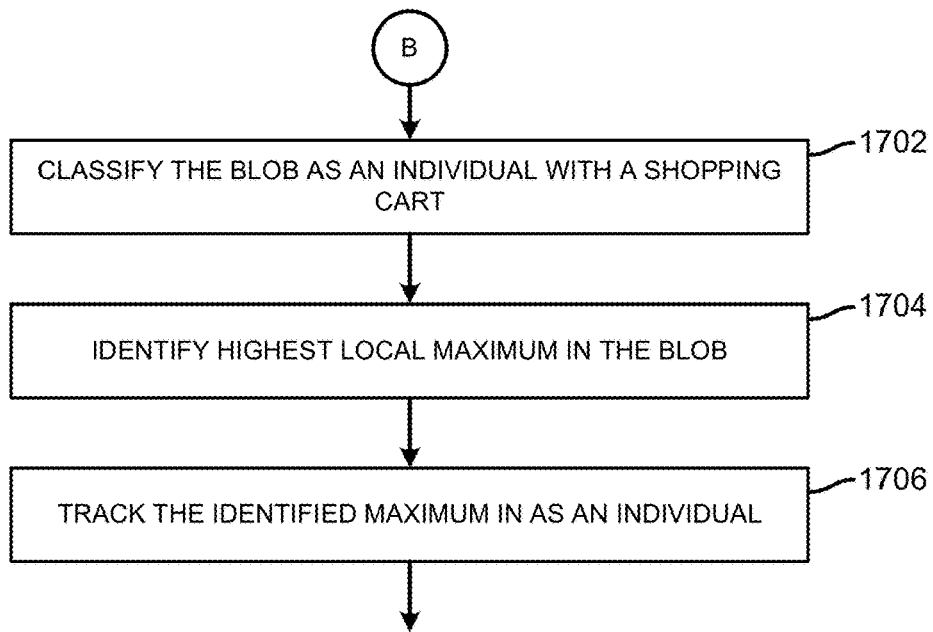 B
1702
CLASSIFY THE BLOB AS AN INDIVIDUAL WITH A SHOPPING
CART
1704
IDENTIFY HIGHEST LOCAL MAXIMUM IN THE BLOB
1706
TRACK THE IDENTIFIED MAXIMUM IN AS AN INDIVIDUAL